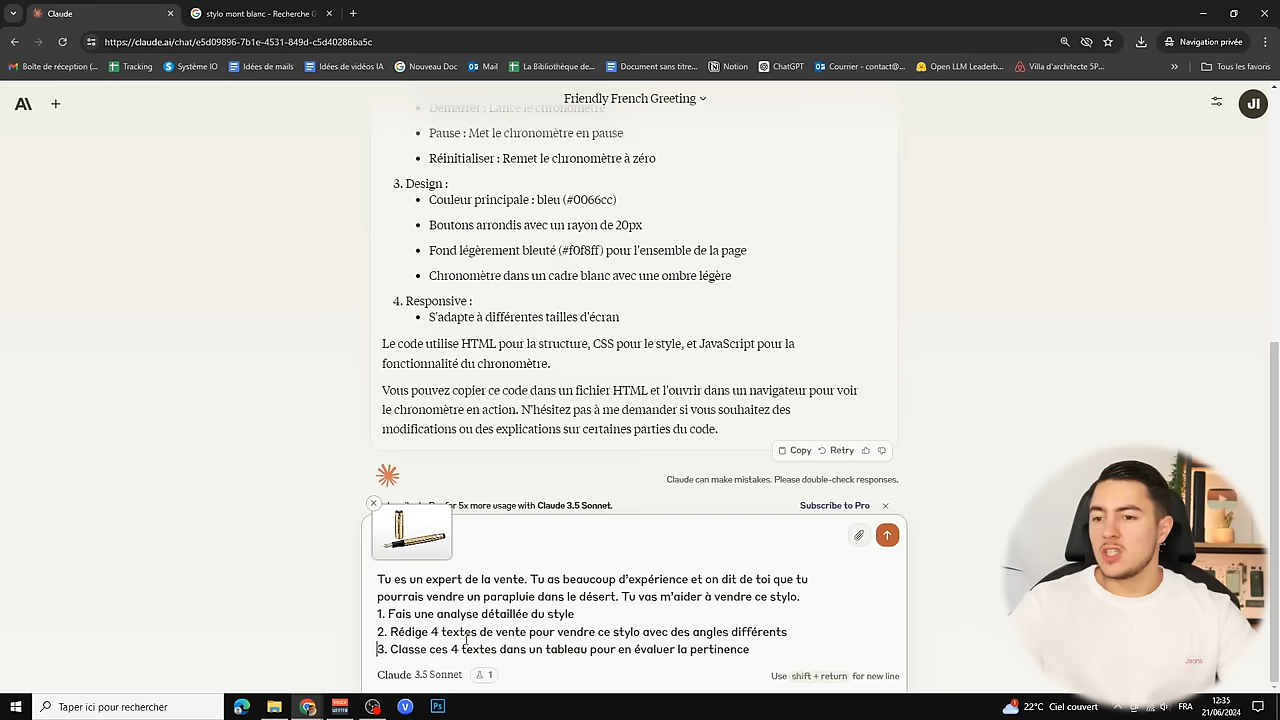 Claude
stylo mont blanc - Recherche G
https://claude.ai/chat/e5d09896-7b1e-4531-849d-c5d40286ba5c
Navigation privée
Boîte de réception (...
Tracking
Système IO
Idées de mails
Idées de vidéos IA
Nouveau Doc
Mail
La Bibliothèque de...
Document sans titre...
Notion
ChatGPT
Courrier - contact@...
Open LLM Leaderb...
Villa d'architecte 5P...
Tous les favoris
Friendly French Greeting
JI
Démarrer : Lance le chronomètre
Pause : Met le chronomètre en pause
Réinitialiser : Remet le chronomètre à zéro
3. Design :
Couleur principale : bleu (#0066cc)
Boutons arrondis avec un rayon de 20px
Fond légèrement bleuté (#f0f8ff) pour l'ensemble de la page
Chronomètre dans un cadre blanc avec une ombre légère
4. Responsive :
S'adapte à différentes tailles d'écran
Le code utilise HTML pour la structure, CSS pour le style, et JavaScript pour la
fonctionnalité du chronomètre.
Vous pouvez copier ce code dans un fichier HTML et l'ouvrir dans un navigateur pour voir
le chronomètre en action. N'hésitez pas à me demander si vous souhaitez des
modifications ou des explications sur certaines parties du code.
Copy Retry
Claude can make mistakes. Please double-check responses.
for 5x more usage with Claude 3.5 Sonnet.
Subscribe to Pro
Tu es un expert de la vente. Tu as beaucoup d'expérience et on dit de toi que tu
pourrais vendre un parapluie dans le désert. Tu vas m'aider à vendre ce stylo.
1. Fais une analyse détaillée du style
2. Rédige 4 textes de vente pour vendre ce stylo avec des angles différents
3. Classe ces 4 textes dans un tableau pour en évaluer la pertinence
Claude 3.5 Sonnet 1
Use shift + return for new line
Jeans
Taper ici pour rechercher
22°C Ciel couvert
FRA
12:35
21/06/2024